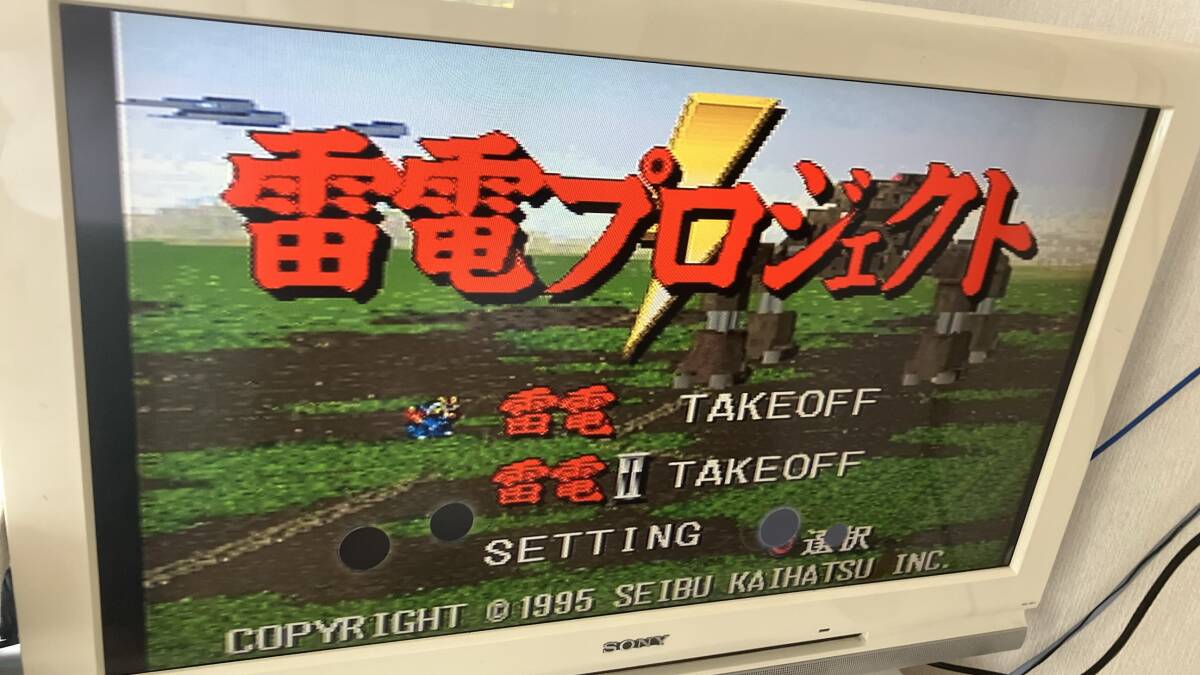 雷電プロジェクト
雷電 TAKEOFF
雷電II TAKEOFF
SETTING
選択
COPYRIGHT ©1995 SEIBU KAIHATSU INC.
SONY